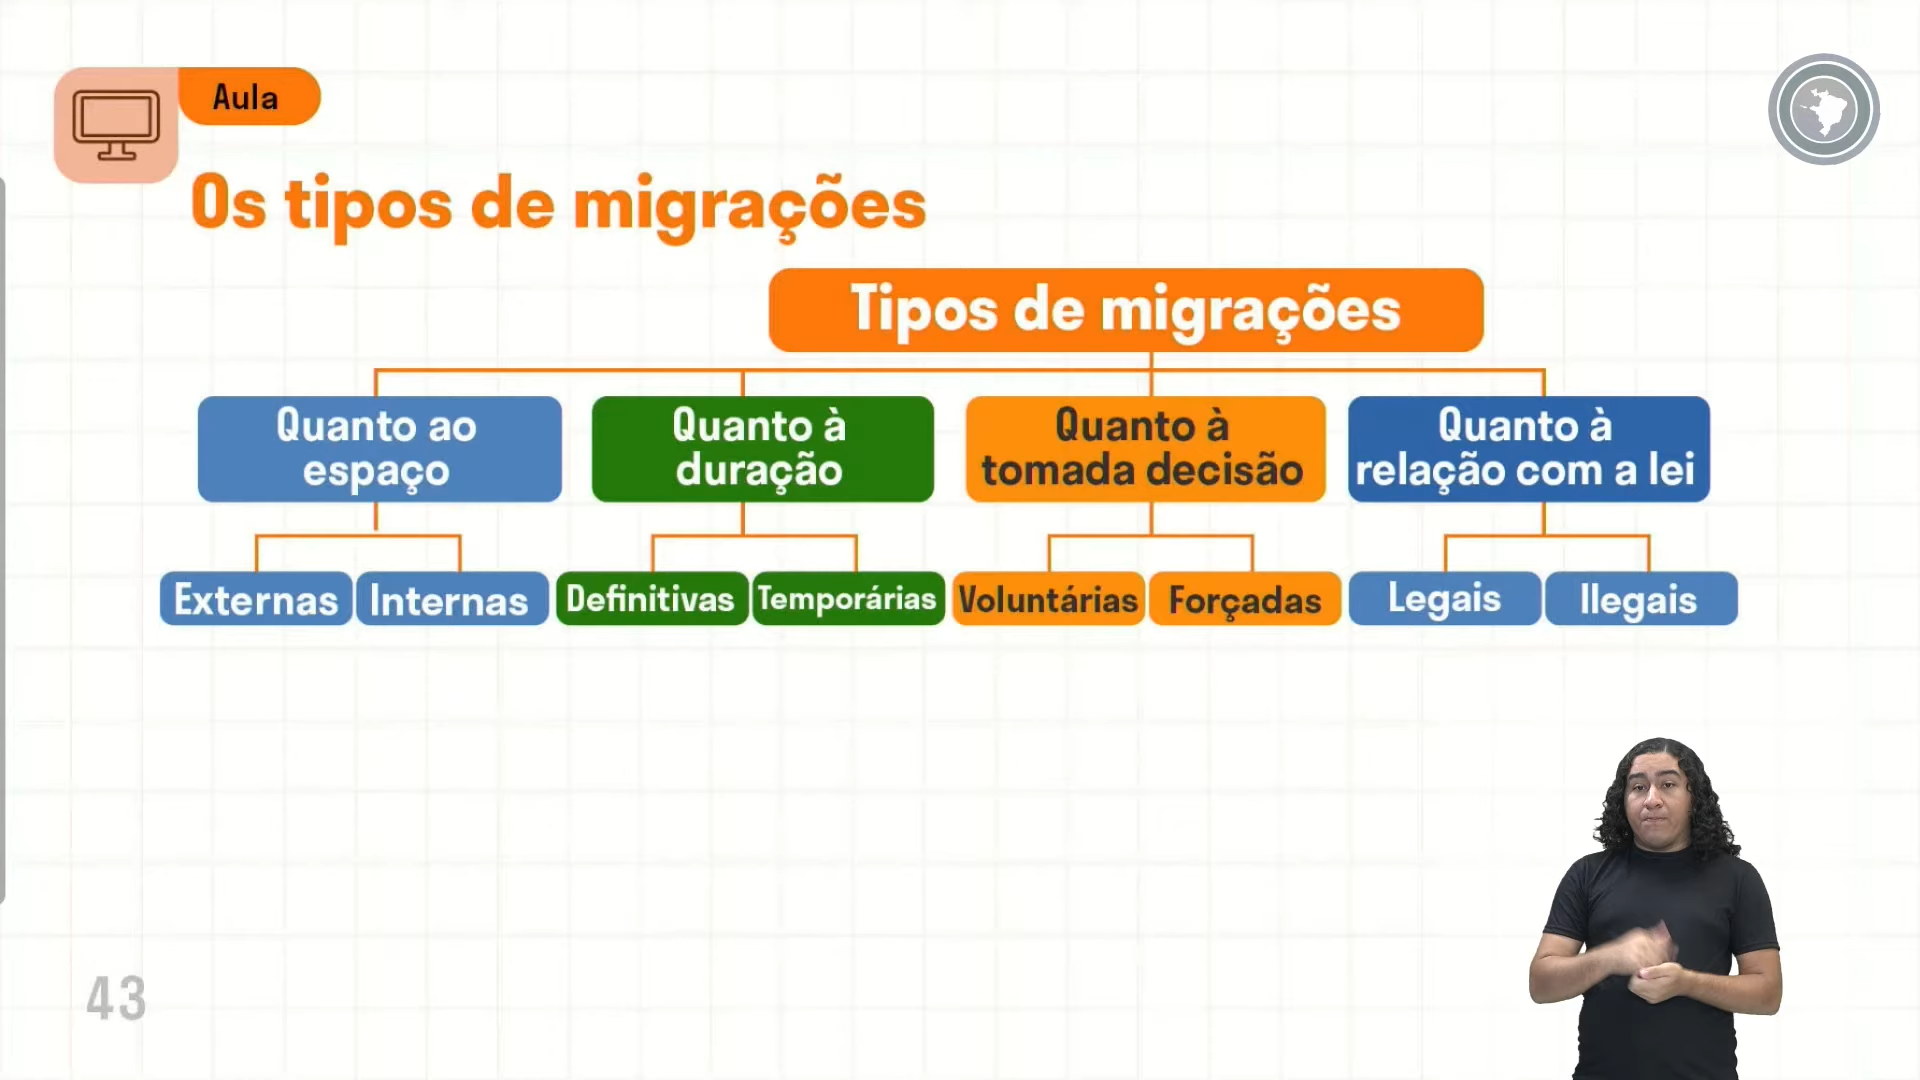 Aula
Os tipos de migrações
Tipos de migrações
Quanto ao
espaço
Quanto à
duração
Quanto à
tomada decisão
Quanto à
relação com a lei
Externas
Internas
Definitivas
Temporárias
Voluntárias
Forçadas
Legais
Ilegais
43